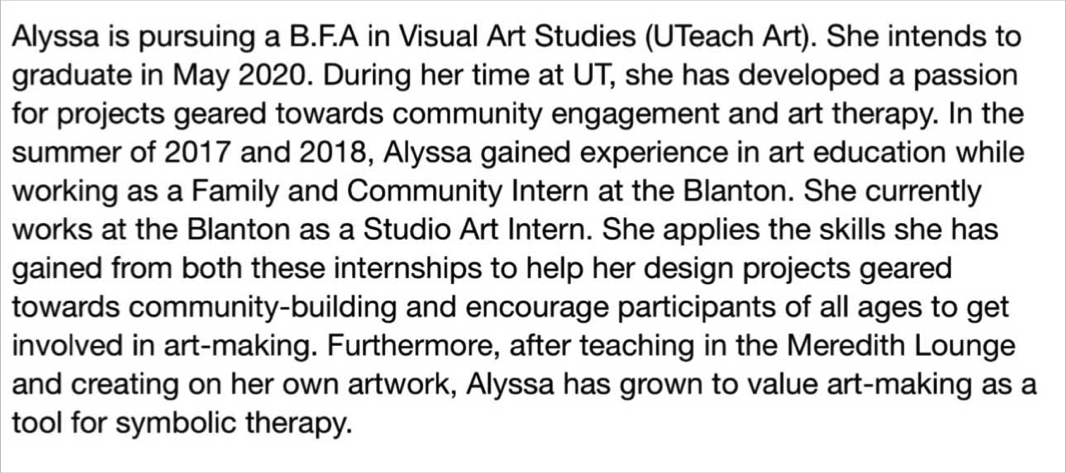 Alyssa is pursuing a B.F.A in Visual Art Studies (UTeach Art). She intends to
graduate in May 2020. During her time at UT, she has developed a passion
for projects geared towards community engagement and art therapy. In the
summer of 2017 and 2018, Alyssa gained experience in art education while
working as a Family and Community Intern at the Blanton. She currently
works at the Blanton as a Studio Art Intern. She applies the skills she has
gained from both these internships to help her design projects geared
towards community-building and encourage participants of all ages to get
involved in art-making. Furthermore, after teaching in the Meredith Lounge
and creating on her own artwork, Alyssa has grown to value art-making as a
tool for symbolic therapy.